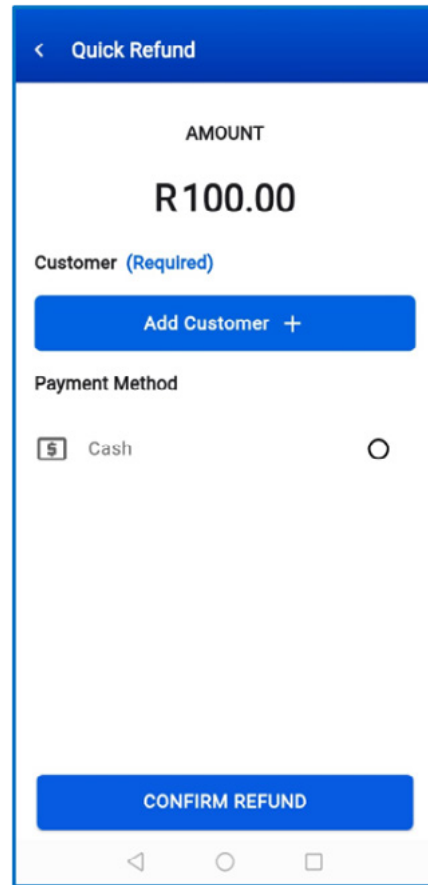 Quick Refund
AMOUNT
R100.00
Customer (Required)
Add Customer +
Payment Method
$ Cash
CONFIRM REFUND